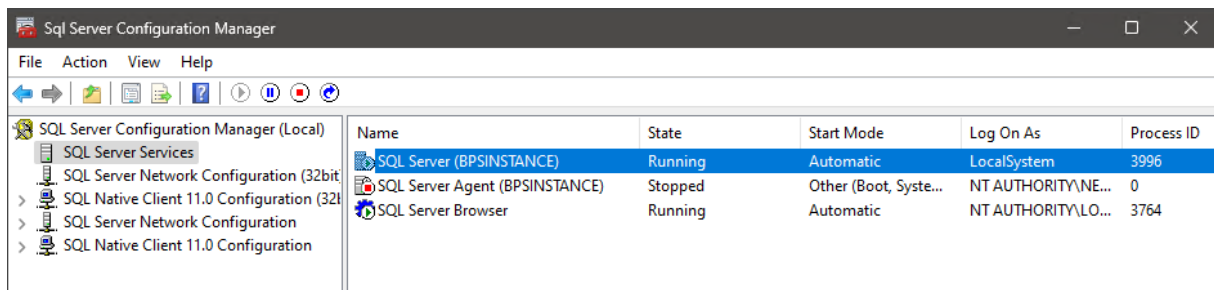 Sql Server Configuration Manager
File Action View Help
SQL Server Configuration Manager (Local)
SQL Server Services
SQL Server Network Configuration (32bit
SQL Native Client 11.0 Configuration (32b
SQL Server Network Configuration
SQL Native Client 11.0 Configuration
Name State Start Mode Log On As Process ID
SQL Server (BPSINSTANCE) Running Automatic LocalSystem 3996
SQL Server Agent (BPSINSTANCE) Stopped Other (Boot, Syste... NT AUTHORITY\NE... 0
SQL Server Browser Running Automatic NT AUTHORITY\LO... 3764